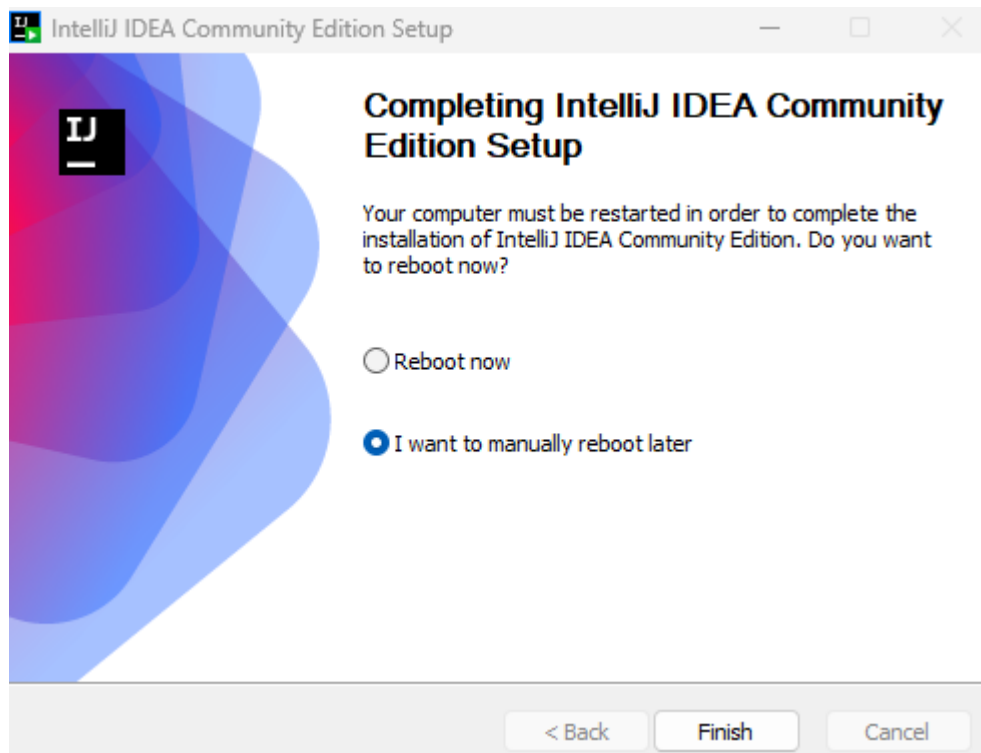 IntelliJ IDEA Community Edition Setup
IJ
Completing IntelliJ IDEA Community
Edition Setup
Your computer must be restarted in order to complete the
installation of IntelliJ IDEA Community Edition. Do you want
to reboot now?
Reboot now
I want to manually reboot later
< Back
Finish
Cancel